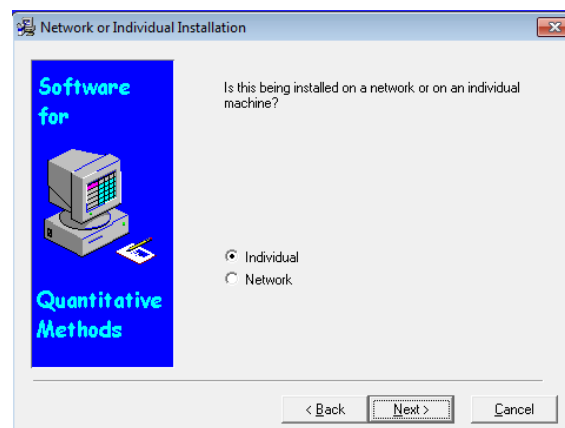 Network or Individual Installation
Software
for
Quantitative
Methods
Is this being installed on a network or on an individual
machine?
Individual
Network
< Back
Next >
Cancel